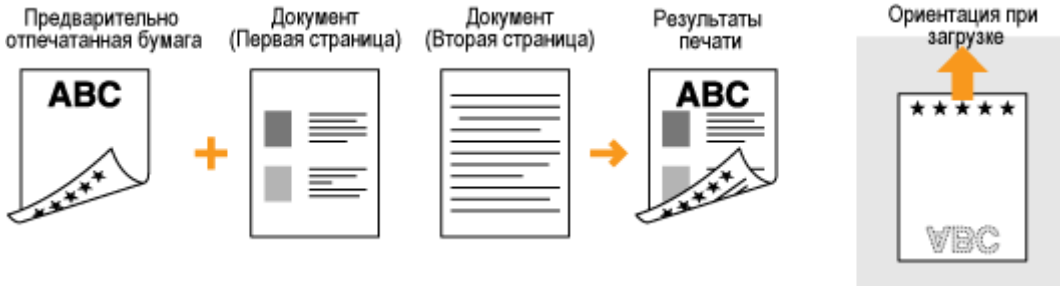 Предварительно
отпечатанная бумага
Документ
(Первая страница)
Документ
(Вторая страница)
Результаты
печати
Ориентация при
загрузке
ABC
ABC
ABC